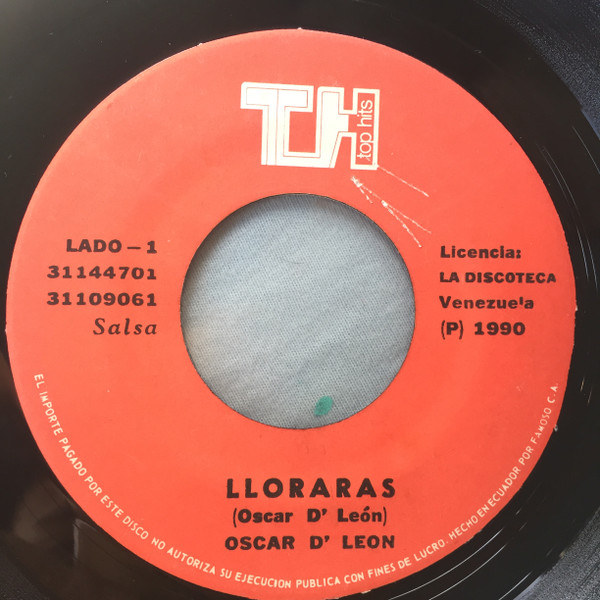 TH
top hits
LADO - 1
31144701
31109061
Salsa
Licencia:
LA DISCOTECA
Venezuela
(P) 1990
LLORARAS
(Oscar D' León)
OSCAR D' LEON
EL IMPORTE PAGADO POR ESTE DISCO NO AUTORIZA SU EJECUCION PUBLICA CON FINES DE LUCRO. HECHO EN ECUADOR POR FAMOSO C.A.